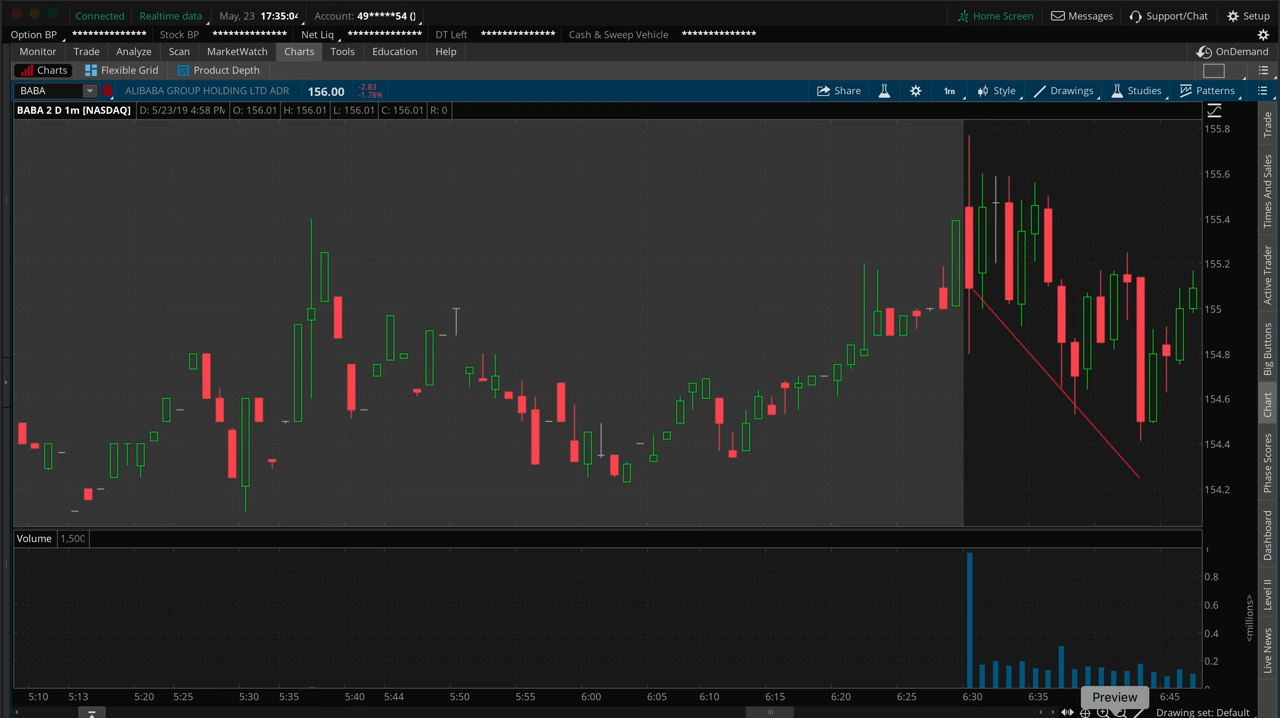 Connected Realtime data May, 23 17:35:04 Account: 49*****54 () Home Screen Messages Support/Chat Setup
Option BP ************** Stock BP ************** Net Liq ************** DT Left ************** Cash & Sweep Vehicle **************
Monitor Trade Analyze Scan MarketWatch Charts Tools Education Help OnDemand
Charts Flexible Grid Product Depth
BABA ALIBABA GROUP HOLDING LTD ADR 156.00 -2.83 -1.78% Share 1m Style Drawings Studies Patterns
BABA 2 D 1m [NASDAQ] D: 5/23/19 4:58 PM O: 156.01 H: 156.01 L: 156.01 C: 156.01 R: 0
155.8
155.6
155.4
155.2
155
154.8
154.6
154.4
154.2
Volume 1,500
1
0.8
0.6
0.4
0.2
0
<millions>
5:10 5:13 5:20 5:25 5:30 5:35 5:40 5:44 5:50 5:55 6:00 6:05 6:10 6:15 6:20 6:25 6:30 6:35 6:45
Preview
Drawing set: Default
Trade
Times And Sales
Active Trader
Big Buttons
Chart
Phase Scores
Dashboard
Level II
Live News